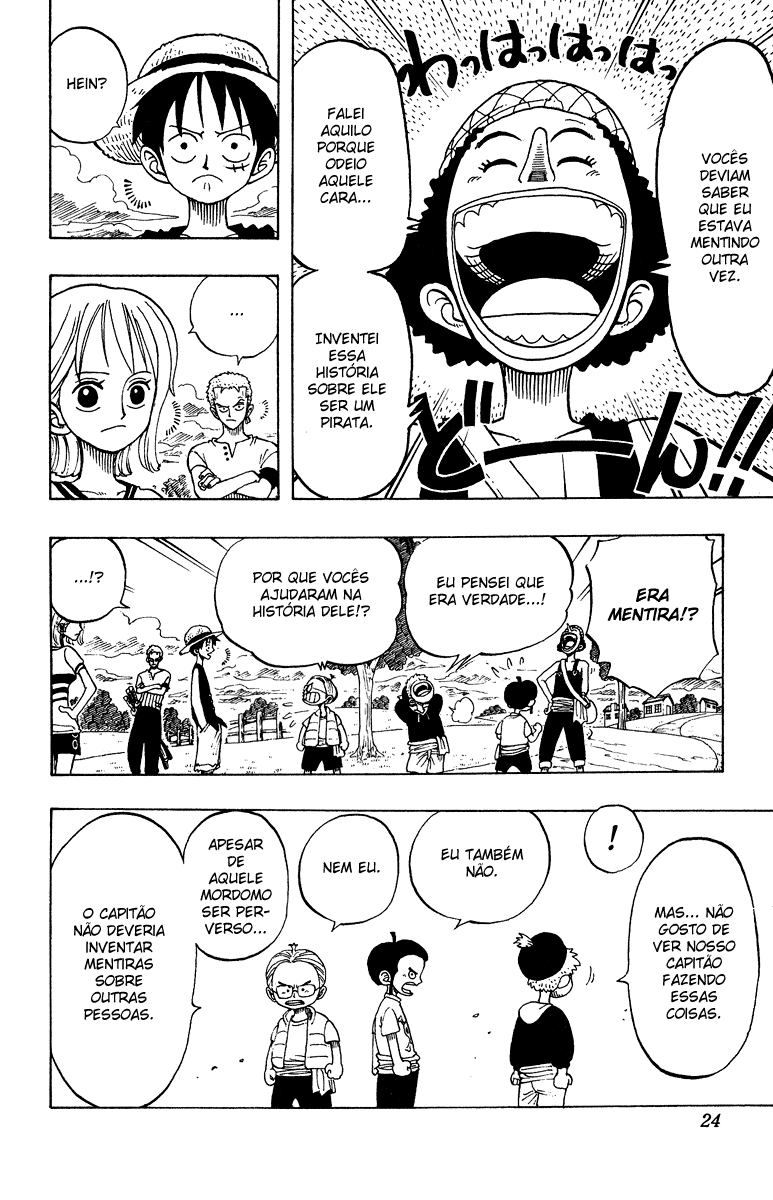 わっはっはっはっはっ
VOCÊS
DEVIAM
SABER
QUE EU
ESTAVA
MENTINDO
OUTRA
VEZ.
FALEI
AQUILO
PORQUE
ODEIO
AQUELE
CARA...
INVENTEI
ESSA
HISTÓRIA
SOBRE ELE
SER UM
PIRATA.
どーん!!
HEIN?
...
ERA
MENTIRA!?
EU PENSEI QUE
ERA VERDADE...!
POR QUE VOCÊS
AJUDARAM NA
HISTÓRIA DELE!?
...!?
MAS... NÃO
GOSTO DE
VER NOSSO
CAPITÃO
FAZENDO
ESSAS
COISAS.
!
EU TAMBÉM
NÃO.
NEM EU.
APESAR
DE
AQUELE
MORDOMO
SER PER-
VERSO...
O CAPITÃO
NÃO DEVERIA
INVENTAR
MENTIRAS
SOBRE
OUTRAS
PESSOAS.
24